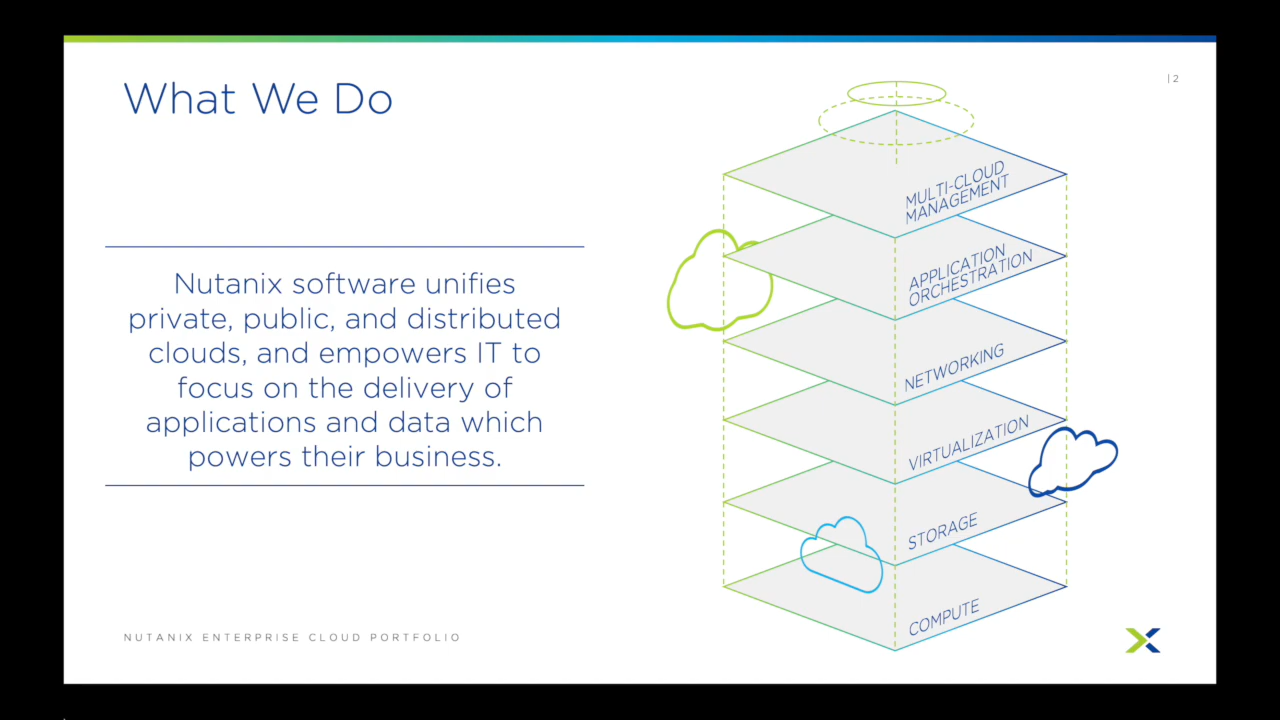 What We Do
| 2
Nutanix software unifies
private, public, and distributed
clouds, and empowers IT to
focus on the delivery of
applications and data which
powers their business.
MULTI-CLOUD
MANAGEMENT
APPLICATION
ORCHESTRATION
NETWORKING
VIRTUALIZATION
STORAGE
COMPUTE
NUTANIX ENTERPRISE CLOUD PORTFOLIO